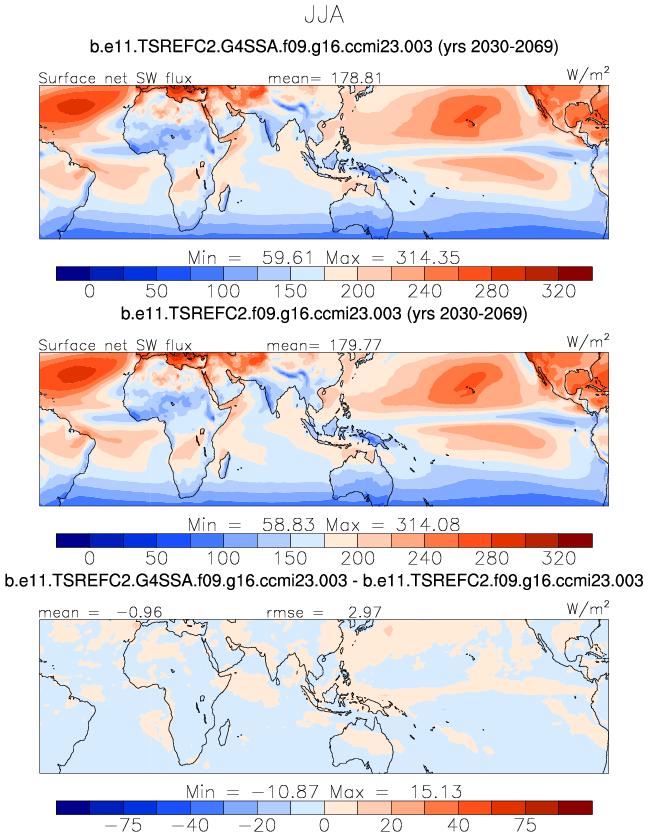 JJA
b.e11.TSREFC2.G4SSA.f09.g16.ccmi23.003 (yrs 2030-2069)
Surface net SW flux mean= 178.81 W/m²
Min = 59.61 Max = 314.35
0 50 100 150 200 240 280 320
b.e11.TSREFC2.f09.g16.ccmi23.003 (yrs 2030-2069)
Surface net SW flux mean= 179.77 W/m²
Min = 58.83 Max = 314.08
0 50 100 150 200 240 280 320
b.e11.TSREFC2.G4SSA.f09.g16.ccmi23.003 - b.e11.TSREFC2.f09.g16.ccmi23.003
mean = −0.96 rmse = 2.97 W/m²
Min = −10.87 Max = 15.13
−75 −40 −20 0 20 40 75